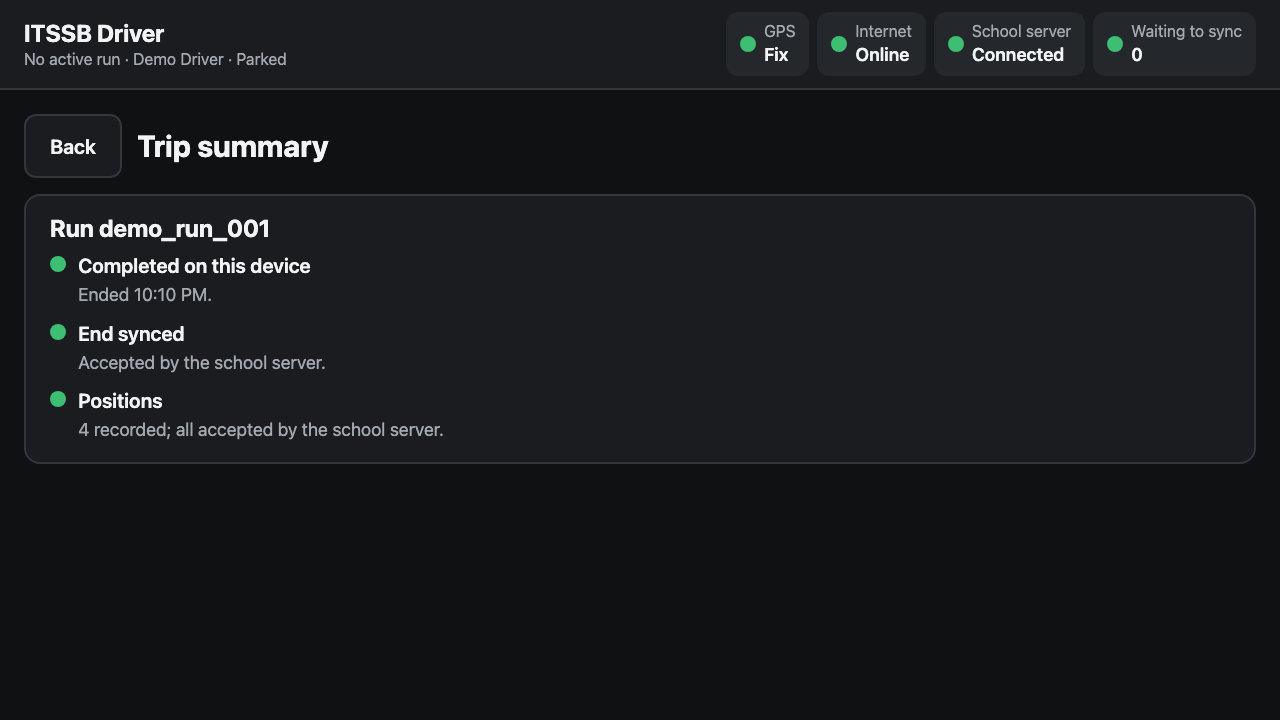 ITSSB Driver
No active run · Demo Driver · Parked
GPS
Fix
Internet
Online
School server
Connected
Waiting to sync
0
Back
Trip summary
Run demo_run_001
Completed on this device
Ended 10:10 PM.
End synced
Accepted by the school server.
Positions
4 recorded; all accepted by the school server.